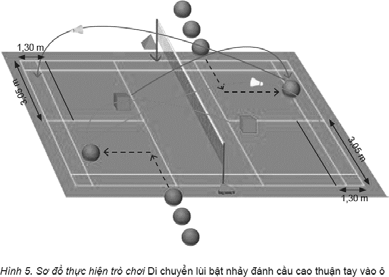 1,30 m
3,05 m
3,05 m
1,30 m
Hình 5. Sơ đồ thực hiện trò chơi Di chuyển lùi bật nhảy đánh cầu cao thuận tay vào ô